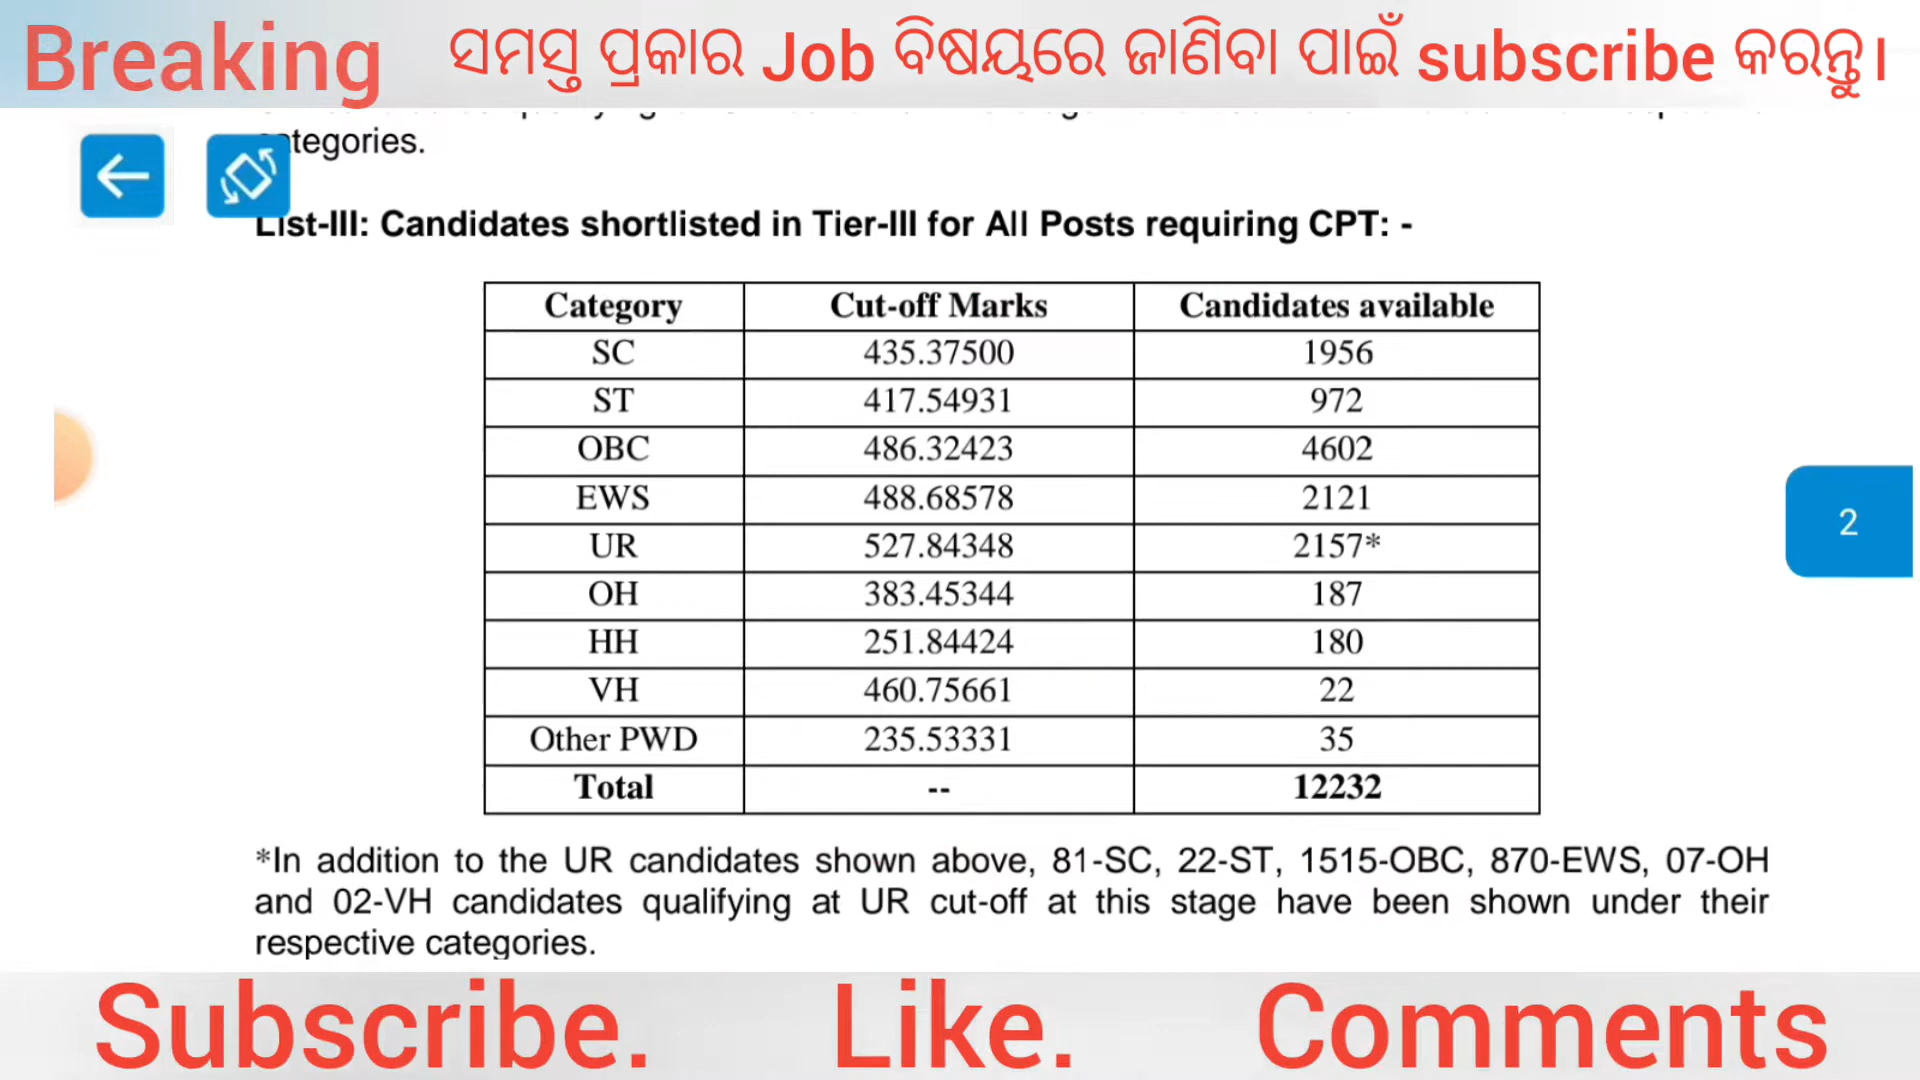 Breaking ସମସ୍ତ ପ୍ରକାର Job ବିଷୟରେ ଜାଣିବା ପାଇଁ subscribe କରନ୍ତୁ।
tegories.
List-III: Candidates shortlisted in Tier-III for All Posts requiring CPT: -
Category Cut-off Marks Candidates available
SC 435.37500 1956
ST 417.54931 972
OBC 486.32423 4602
EWS 488.68578 2121
UR 527.84348 2157*
OH 383.45344 187
HH 251.84424 180
VH 460.75661 22
Other PWD 235.53331 35
Total -- 12232
2
*In addition to the UR candidates shown above, 81-SC, 22-ST, 1515-OBC, 870-EWS, 07-OH
and 02-VH candidates qualifying at UR cut-off at this stage have been shown under their
respective categories.
Subscribe. Like. Comments